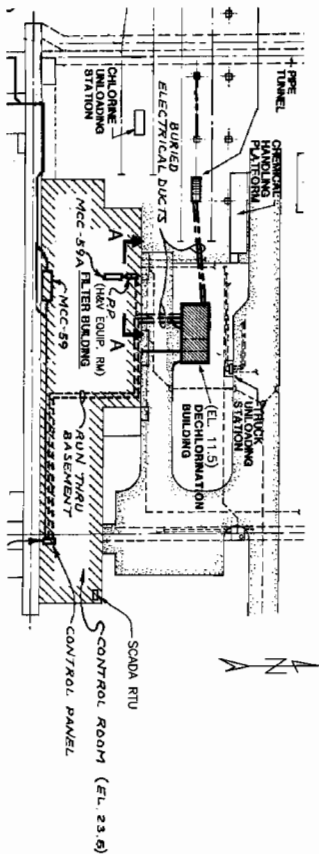 PIPE
TUNNEL
CHEMICAL
HANDLING
PLATFORM
CHLORINE
UNLOADING
STATION
BURIED
ELECTRICAL DUCTS
TRUCK
UNLOADING
STATION
(EL. 11.5)
DECHLORINATION
BUILDING
A
A
PP
(H&V EQUIP. RM)
FILTER BUILDING
MCC-59A
MCC-59
RUN THRU
BASEMENT
SCADA RTU
CONTROL ROOM (EL. 23.5)
CONTROL PANEL
N